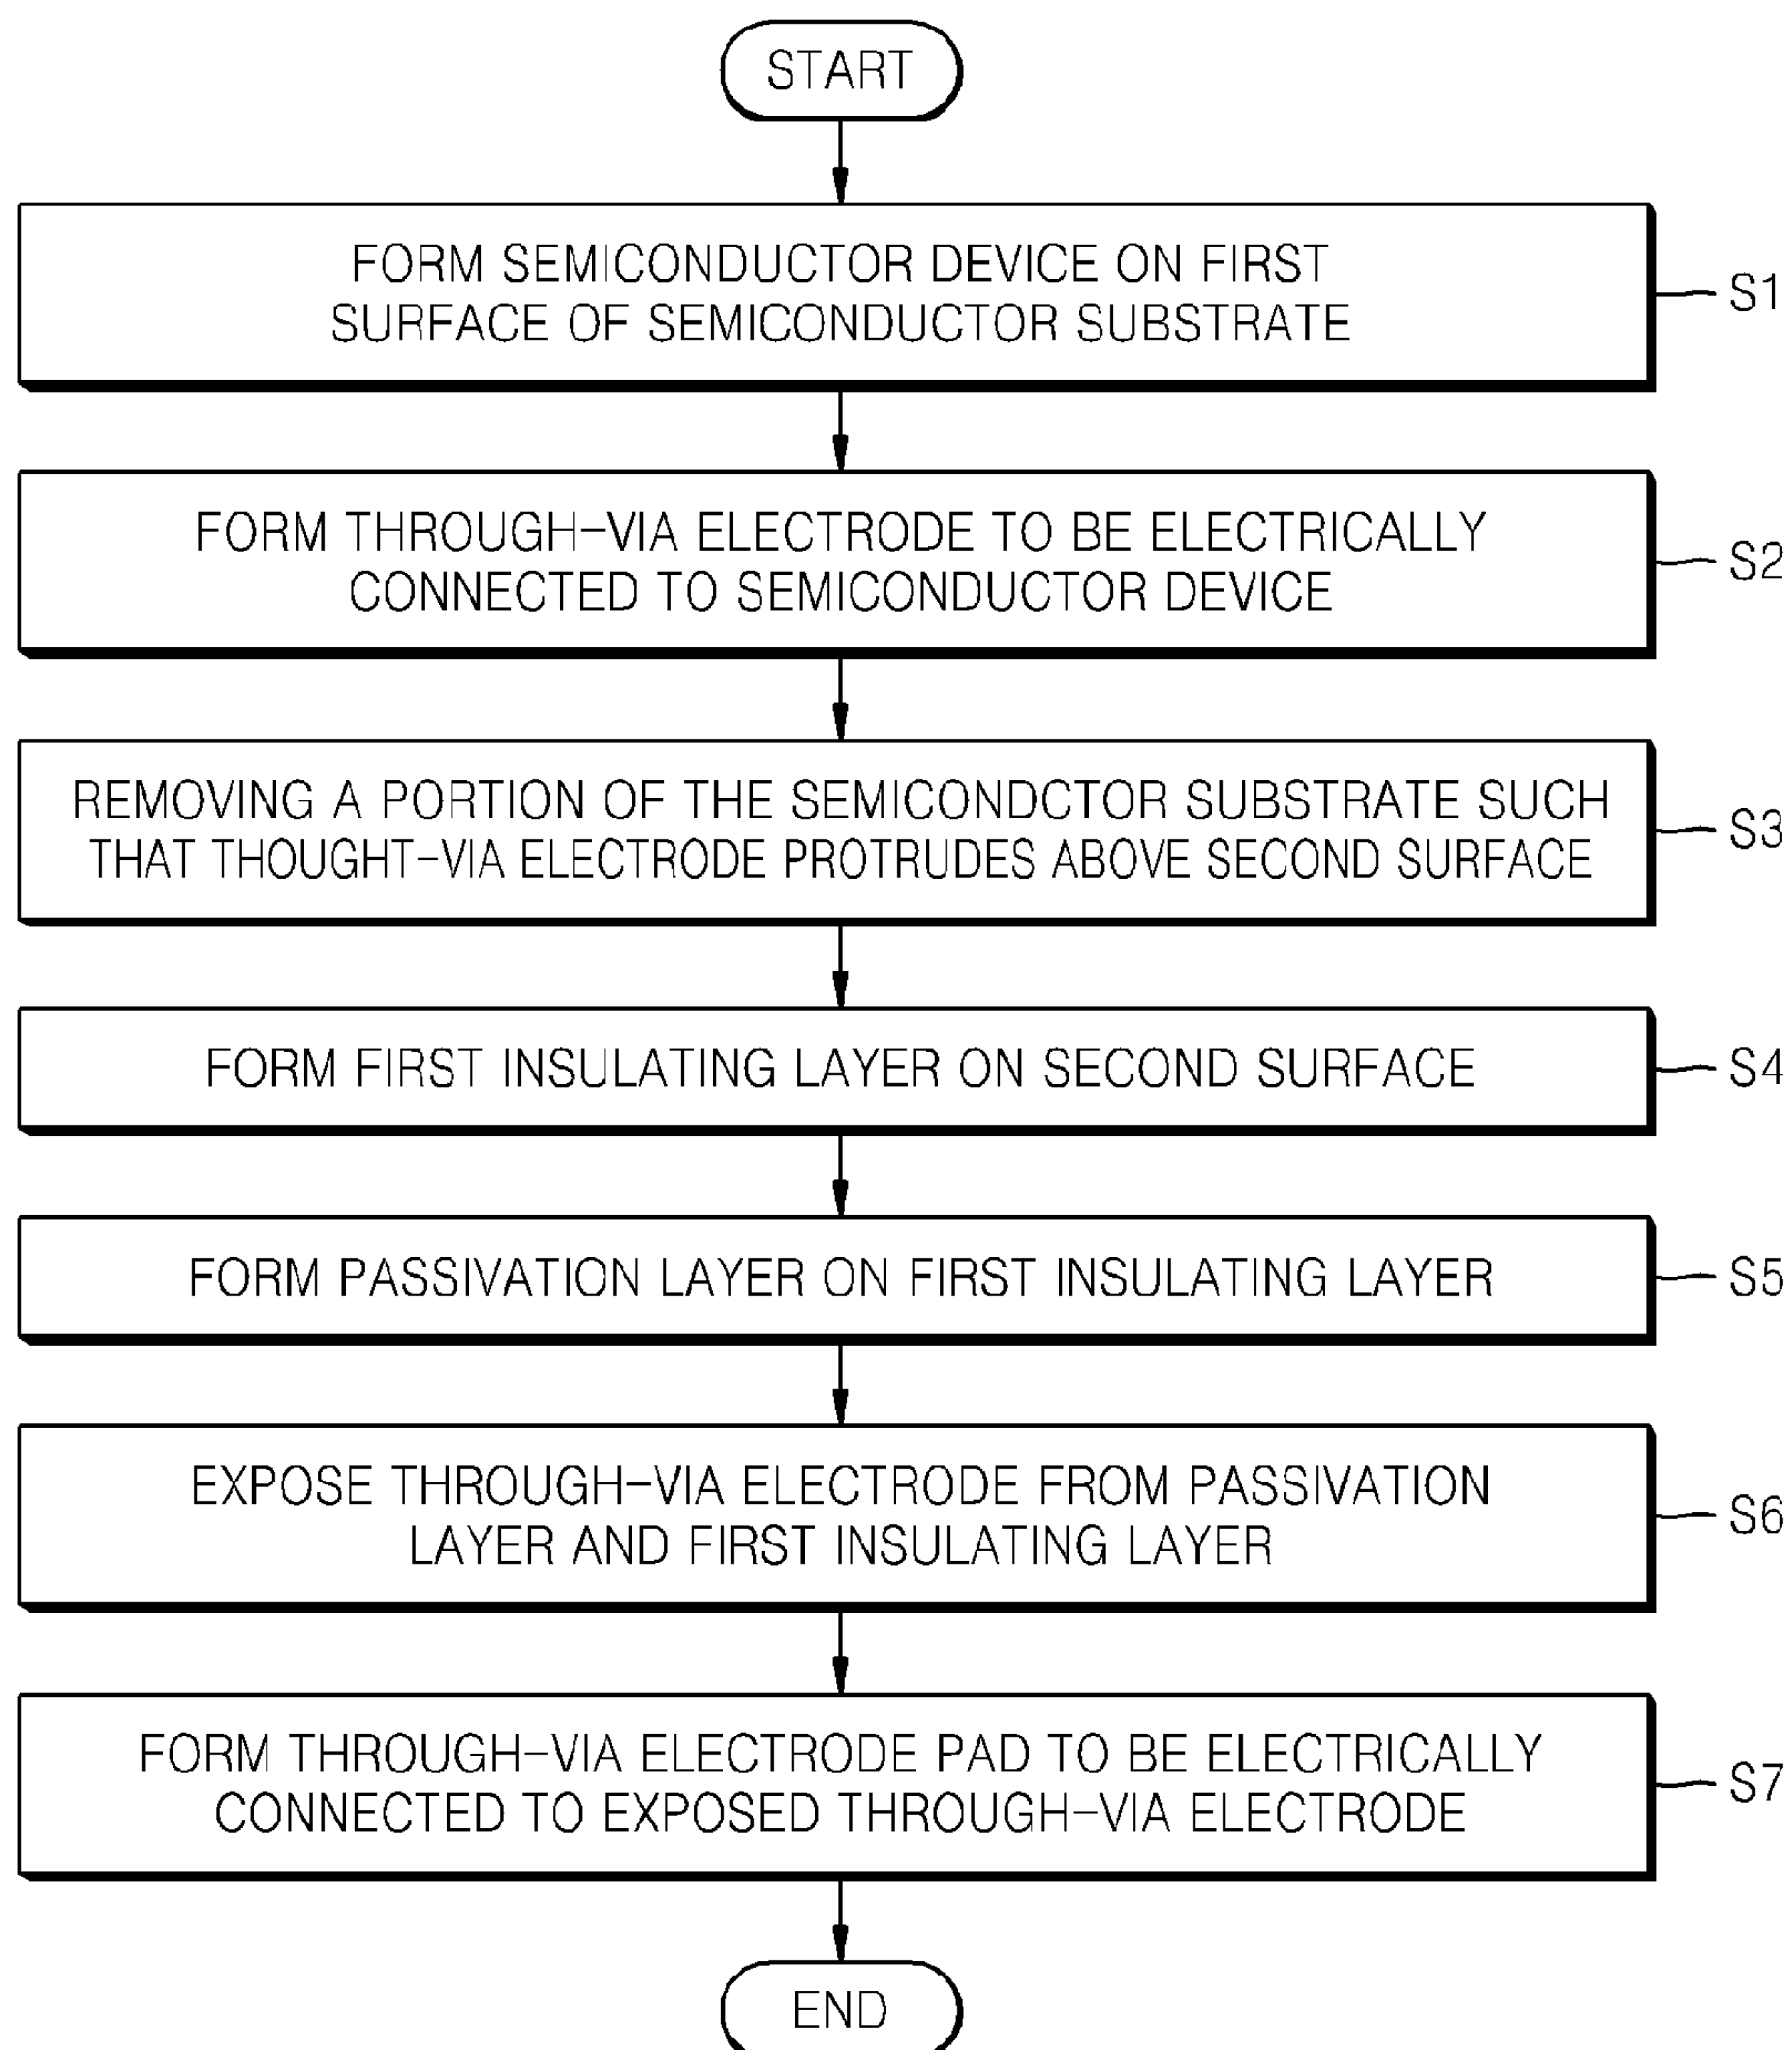 START
FORM SEMICONDUCTOR DEVICE ON FIRST
SURFACE OF SEMICONDUCTOR SUBSTRATE
S1
FORM THROUGH-VIA ELECTRODE TO BE ELECTRICALLY
CONNECTED TO SEMICONDUCTOR DEVICE
S2
REMOVING A PORTION OF THE SEMICONDCTOR SUBSTRATE SUCH
THAT THOUGHT-VIA ELECTRODE PROTRUDES ABOVE SECOND SURFACE
S3
FORM FIRST INSULATING LAYER ON SECOND SURFACE
S4
FORM PASSIVATION LAYER ON FIRST INSULATING LAYER
S5
EXPOSE THROUGH-VIA ELECTRODE FROM PASSIVATION
LAYER AND FIRST INSULATING LAYER
S6
FORM THROUGH-VIA ELECTRODE PAD TO BE ELECTRICALLY
CONNECTED TO EXPOSED THROUGH-VIA ELECTRODE
S7
END